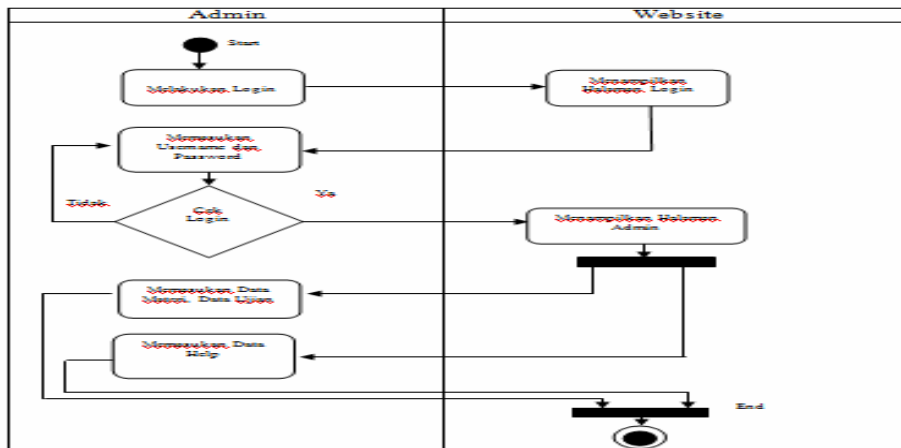 Admin
Website
Start
Melakukan Login
Menampilkan
Halaman Login
Memasukan
Username dan
Password
Tidak
Ya
Cek
Login
Menampilkan Halaman
Admin
Memasukan Data
Materi, Data Ujian
Memasukan Data
Help
End